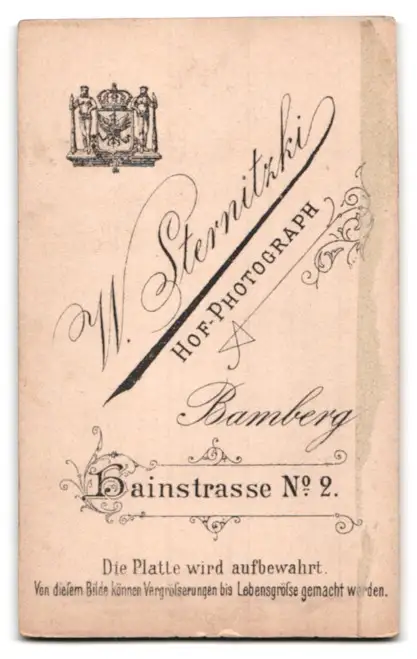 W. Sternitzki
HOF-PHOTOGRAPH
Bamberg
Hainstrasse Nº 2.
Die Platte wird aufbewahrt.
Von dieſem Bilde können Vergröſserungen bis Lebensgröſse gemacht werden.